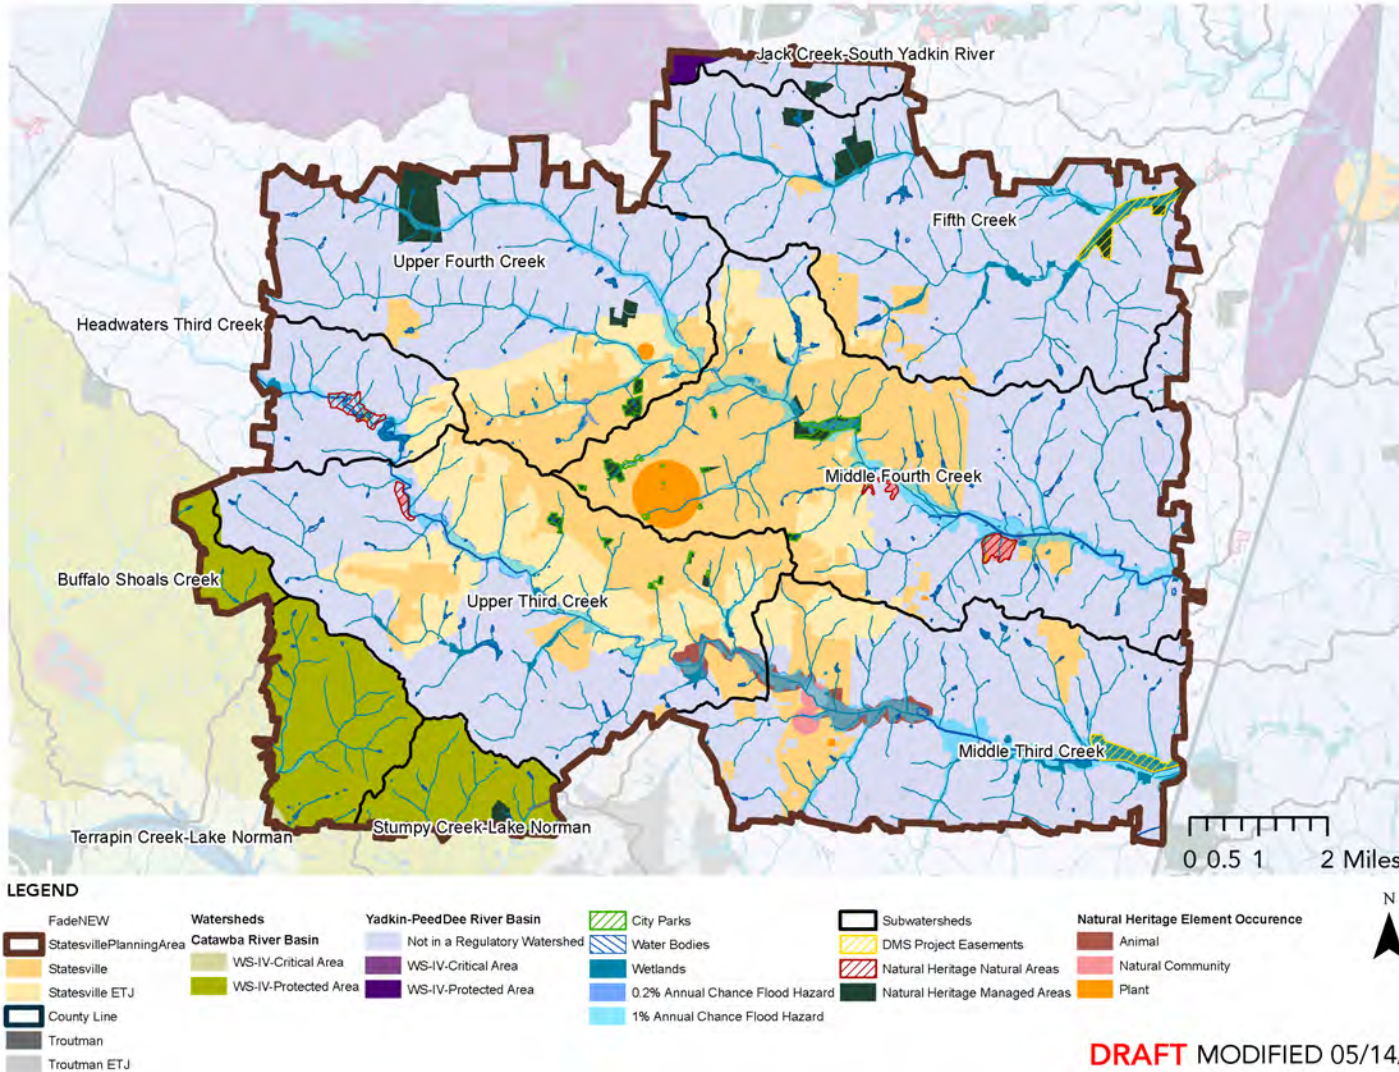 Jack Creek-South Yadkin River
Fifth Creek
Upper Fourth Creek
Headwaters Third Creek
Middle Fourth Creek
Buffalo Shoals Creek
Upper Third Creek
Middle Third Creek
Stumpy Creek-Lake Norman
Terrapin Creek-Lake Norman
0 0.5 1 2 Miles
N
LEGEND
FadeNEW
StatesvillePlanningArea
Statesville
Statesville ETJ
County Line
Troutman
Troutman ETJ
Watersheds
Catawba River Basin
WS-IV-Critical Area
WS-IV-Protected Area
Yadkin-PeedDee River Basin
Not in a Regulatory Watershed
WS-IV-Critical Area
WS-IV-Protected Area
City Parks
Water Bodies
Wetlands
0.2% Annual Chance Flood Hazard
1% Annual Chance Flood Hazard
Subwatersheds
DMS Project Easements
Natural Heritage Natural Areas
Natural Heritage Managed Areas
Natural Heritage Element Occurence
Animal
Natural Community
Plant
DRAFT MODIFIED 05/14/